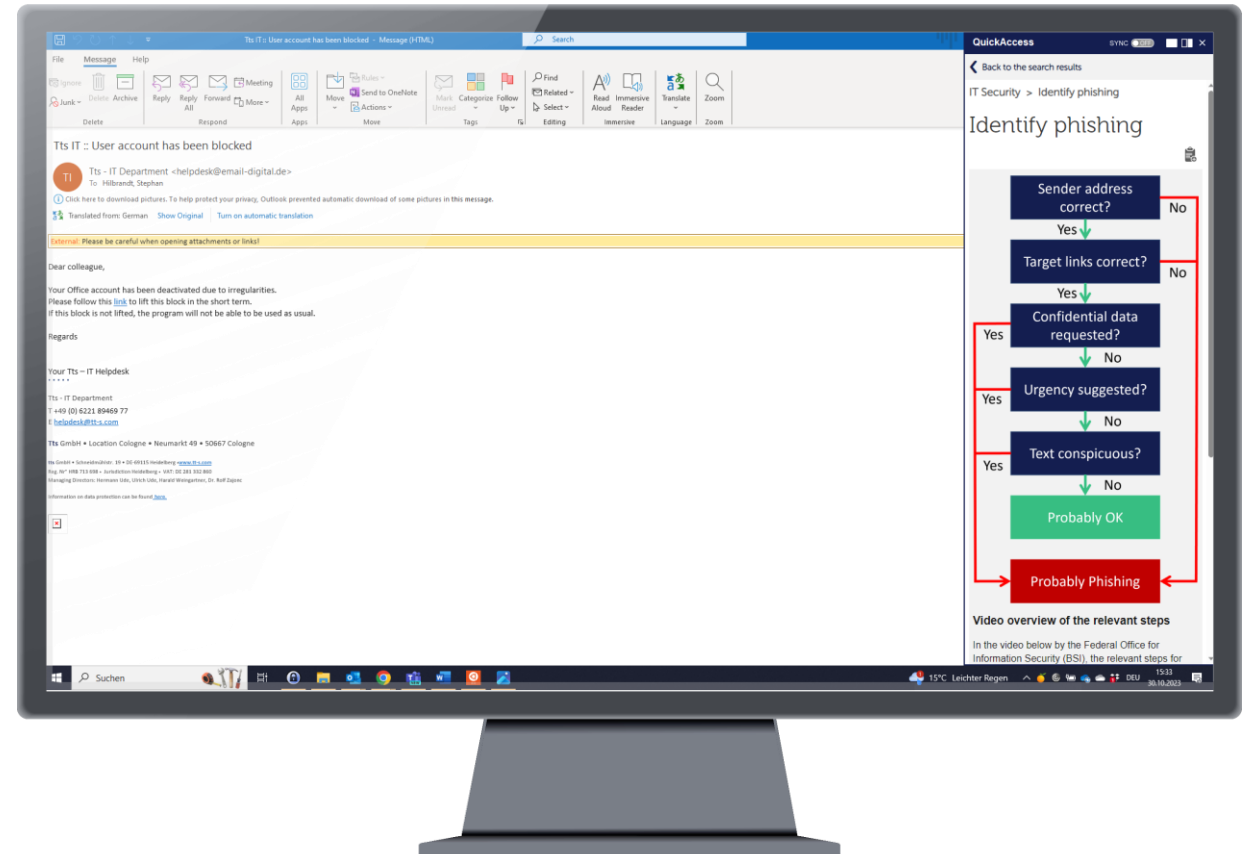 Tts IT :: User account has been blocked - Message (HTML)
Search
File Message Help
Ignore
Junk
Delete
Archive
Reply
Reply All
Forward
Meeting
More
All Apps
Move
Rules
Send to OneNote
Actions
Mark Unread
Categorize
Follow Up
Find
Related
Select
Read Aloud
Immersive Reader
Translate
Zoom
Delete Respond Apps Move Tags Editing Immersive Language Zoom
Tts IT :: User account has been blocked
TI
Tts - IT Department <helpdesk@email-digital.de>
To Hilbrandt, Stephan
Click here to download pictures. To help protect your privacy, Outlook prevented automatic download of some pictures in this message.
Translated from: German Show Original Turn on automatic translation
External: Please be careful when opening attachments or links!
Dear colleague,
Your Office account has been deactivated due to irregularities.
Please follow this link to lift this block in the short term.
If this block is not lifted, the program will not be able to be used as usual.
Regards
Your Tts – IT Helpdesk
Tts - IT Department
T +49 (0) 6221 89469 77
E helpdesk@tt-s.com
Tts GmbH • Location Cologne • Neumarkt 49 • 50667 Cologne
Managing Directors: Hermann Ude, Ulrich Ude, Harald Weingartner, Dr. Rolf
Information on data protection can be found here.
QuickAccess
SYNC
Back to the search results
IT Security > Identify phishing
Identify phishing
Sender address
correct?
No
Yes
Target links correct?
No
Yes
Confidential data
requested?
Yes
No
Urgency suggested?
Yes
No
Text conspicuous?
Yes
No
Probably OK
Probably Phishing
Video overview of the relevant steps
In the video below by the Federal Office for
Information Security (BSI), the relevant steps for
Suchen
15°C Leichter Regen
DEU
15:33
30.10.2023